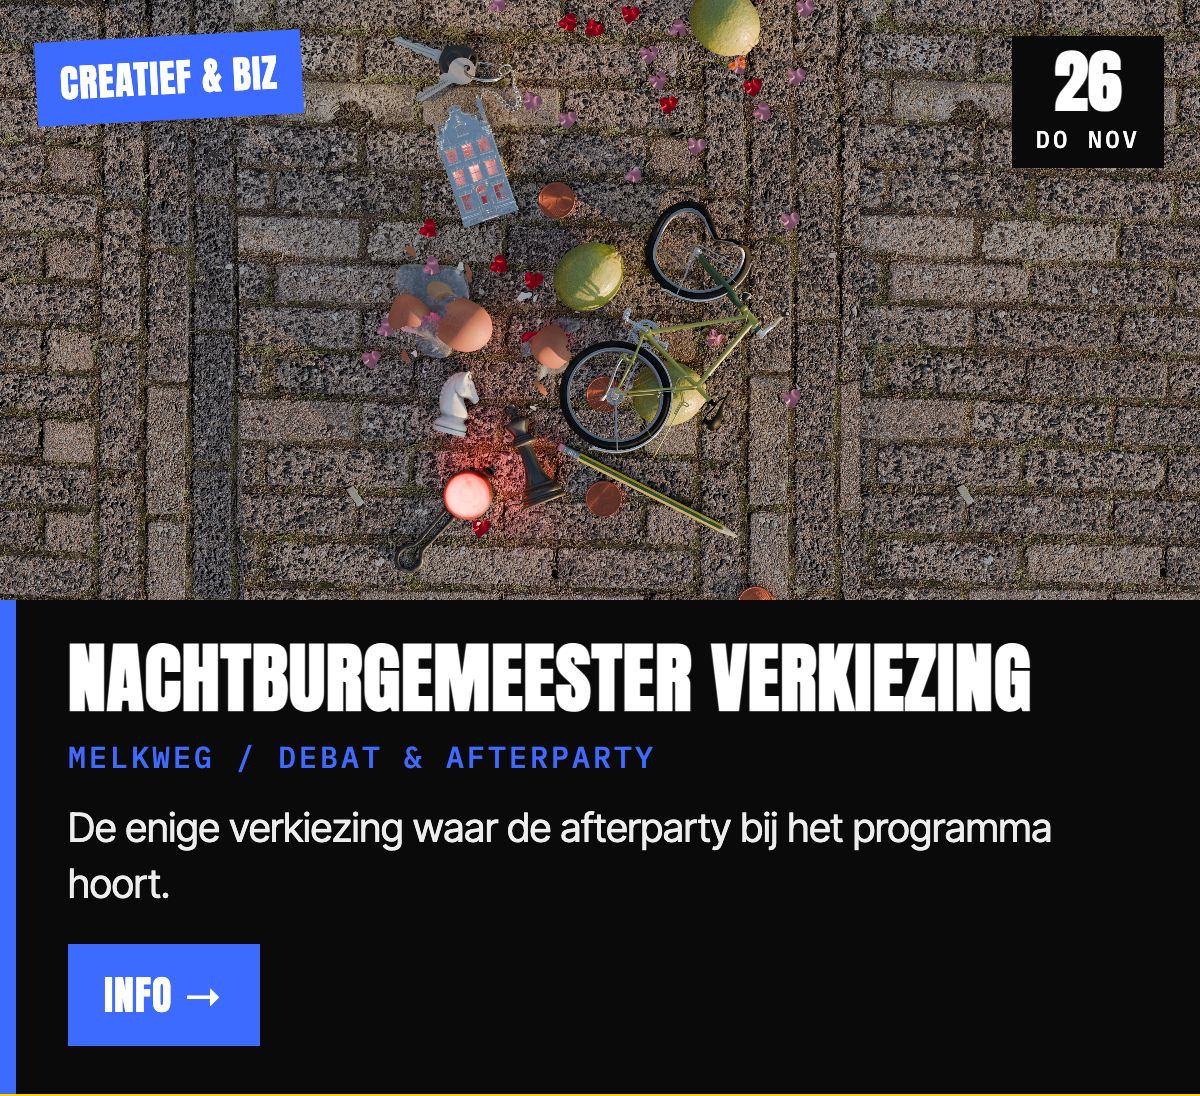 CREATIEF & BIZ
26
DO NOV
NACHTBURGEMEESTER VERKIEZING
MELKWEG / DEBAT & AFTERPARTY
De enige verkiezing waar de afterparty bij het programma
hoort.
INFO →